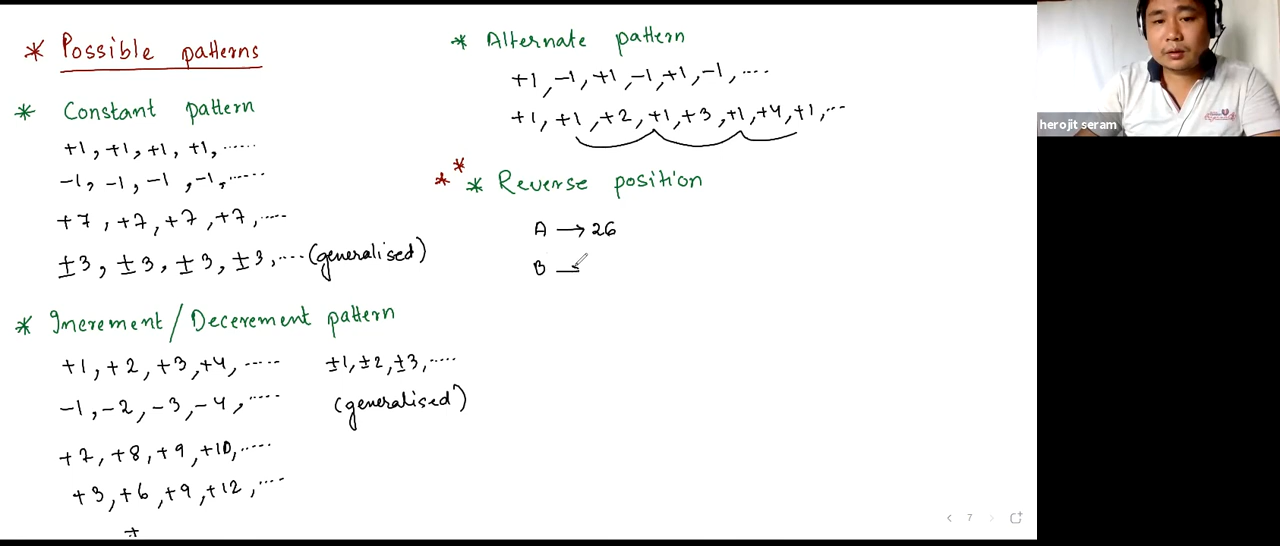 * Possible patterns
* Constant pattern
+1, +1, +1, +1, ......
-1, -1, -1, -1, ......
+7, +7, +7, +7, .....
±3, ±3, ±3, ±3, .... (generalised)
* Increment / Decerement pattern
+1, +2, +3, +4, ...... ±1, ±2, ±3, .....
-1, -2, -3, -4, ..... (generalised)
+7, +8, +9, +10, .....
+3, +6, +9, +12, ....
+
* Alternate pattern
+1, -1, +1, -1, +1, -1, ....
+1, +1, +2, +1, +3, +1, +4, +1, ...
* * * Reverse position
A → 26
B —
herojit seram
< 7 >